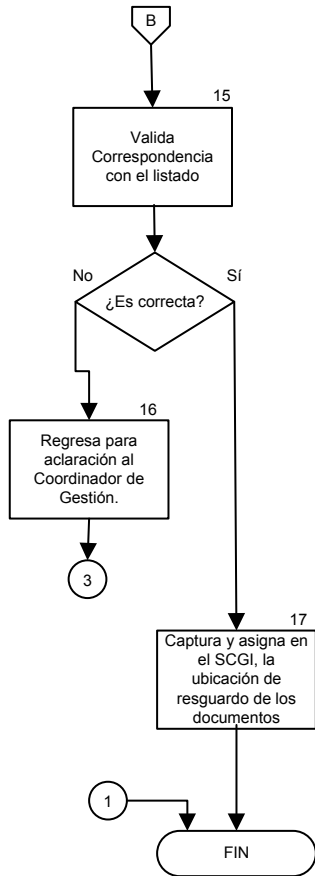 B
15
Valida
Correspondencia
con el listado
No
Sí
¿Es correcta?
16
Regresa para
aclaración al
Coordinador de
Gestión.
3
17
Captura y asigna en
el SCGI, la
ubicación de
resguardo de los
documentos
1
FIN